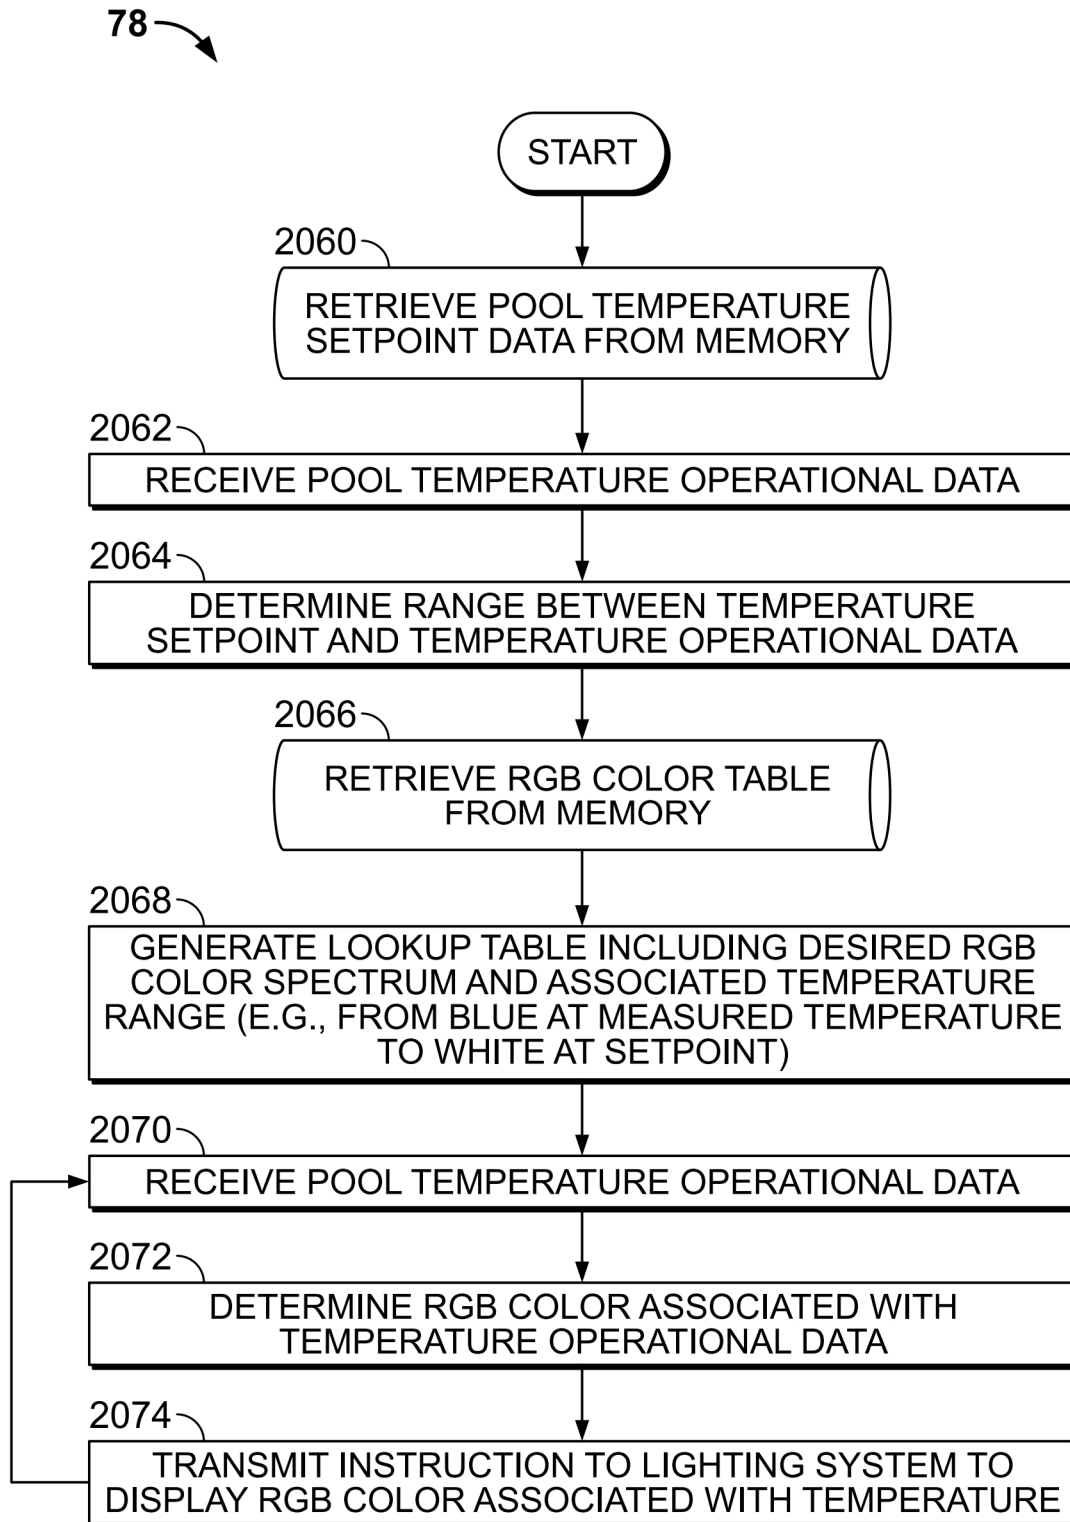 78
START
2060
RETRIEVE POOL TEMPERATURE
SETPOINT DATA FROM MEMORY
2062
RECEIVE POOL TEMPERATURE OPERATIONAL DATA
2064
DETERMINE RANGE BETWEEN TEMPERATURE
SETPOINT AND TEMPERATURE OPERATIONAL DATA
2066
RETRIEVE RGB COLOR TABLE
FROM MEMORY
2068
GENERATE LOOKUP TABLE INCLUDING DESIRED RGB
COLOR SPECTRUM AND ASSOCIATED TEMPERATURE
RANGE (E.G., FROM BLUE AT MEASURED TEMPERATURE
TO WHITE AT SETPOINT)
2070
RECEIVE POOL TEMPERATURE OPERATIONAL DATA
2072
DETERMINE RGB COLOR ASSOCIATED WITH
TEMPERATURE OPERATIONAL DATA
2074
TRANSMIT INSTRUCTION TO LIGHTING SYSTEM TO
DISPLAY RGB COLOR ASSOCIATED WITH TEMPERATURE